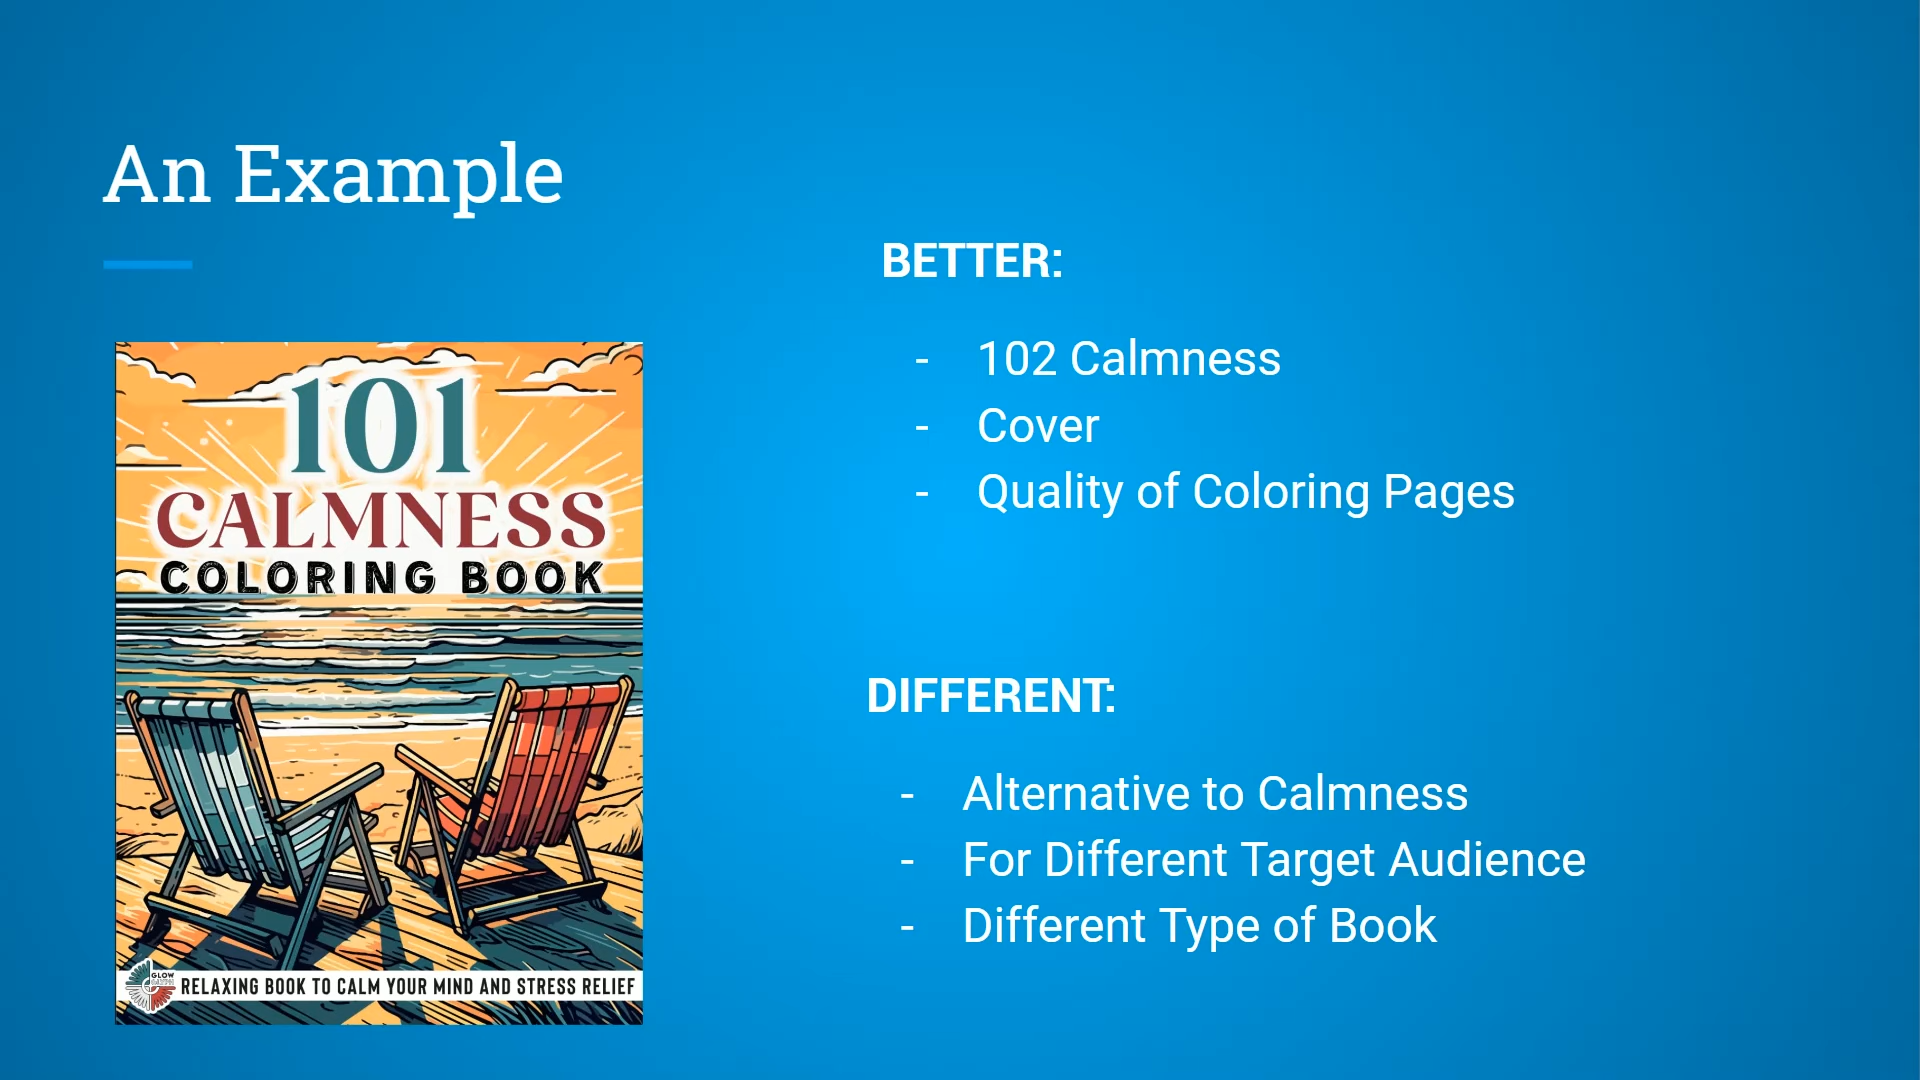 An Example
101
CALMNESS
COLORING BOOK
GLOW
RELAXING BOOK TO CALM YOUR MIND AND STRESS RELIEF
BETTER:
- 102 Calmness
- Cover
- Quality of Coloring Pages
DIFFERENT:
- Alternative to Calmness
- For Different Target Audience
- Different Type of Book